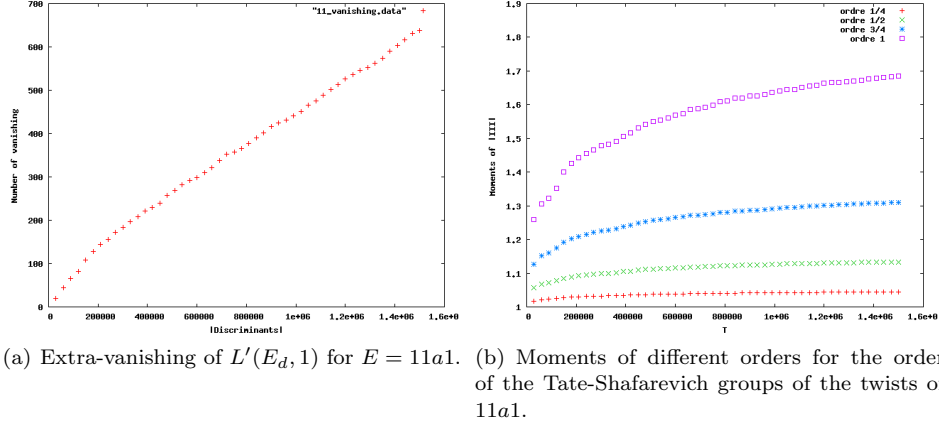 700
600
500
400
300
200
100
0
Number of vanishing
"11_vanishing.data"
0 200000 400000 600000 800000 1e+06 1.2e+06 1.4e+06 1.6e+06
|Discriminants|
(a) Extra-vanishing of L′(E_d, 1) for E = 11a1.
1.9
1.8
1.7
1.6
1.5
1.4
1.3
1.2
1.1
1
Moments of |III|
ordre 1/4
ordre 1/2
ordre 3/4
ordre 1
0 200000 400000 600000 800000 1e+06 1.2e+06 1.4e+06 1.6e+06
T
(b) Moments of different orders for the order
of the Tate-Shafarevich groups of the twists of
11a1.